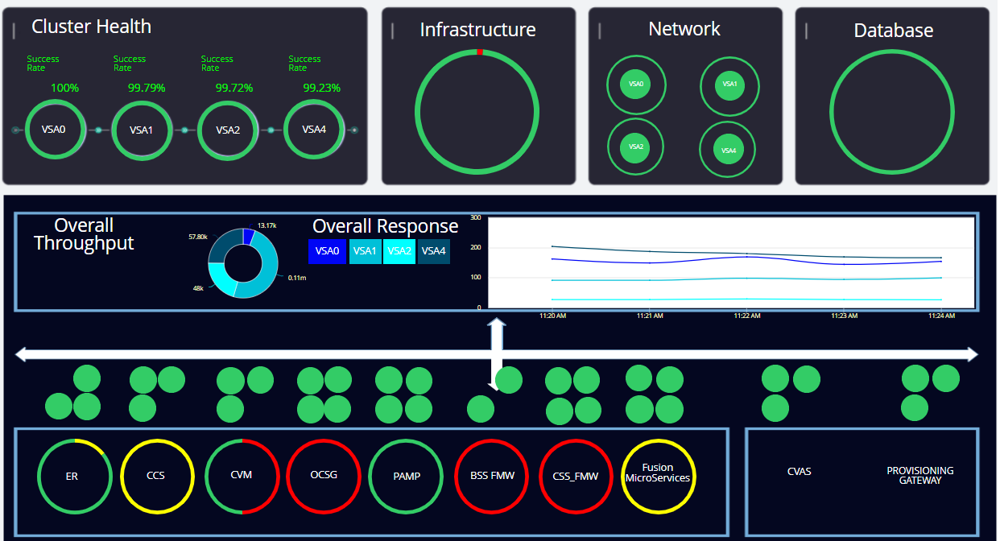 Cluster Health
Success
Rate
100%
Success
Rate
99.79%
Success
Rate
99.72%
Success
Rate
99.23%
VSA0
VSA1
VSA2
VSA4
Infrastructure
Network
VSA0
VSA1
VSA2
VSA4
Database
Overall
Throughput
13.17k
57.80k
48k
0.11m
Overall Response
VSA0
VSA1
VSA2
VSA4
300
200
100
0
11:20 AM
11:21 AM
11:22 AM
11:23 AM
11:24 AM
ER
CCS
CVM
OCSG
PAMP
BSS FMW
CSS_FMW
Fusion
MicroServices
CVAS
PROVISIONING
GATEWAY